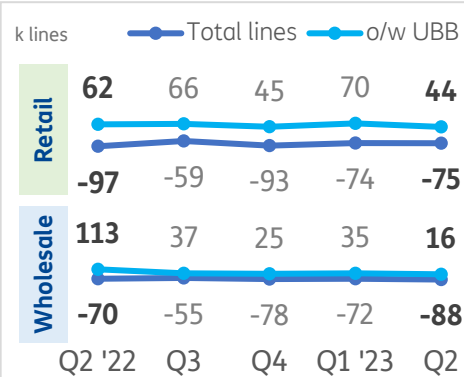 k lines Total lines o/w UBB
62 66 45 70 44
Retail
-97 -59 -93 -74 -75
113 37 25 35 16
Wholesale
-70 -55 -78 -72 -88
Q2 '22 Q3 Q4 Q1 '23 Q2